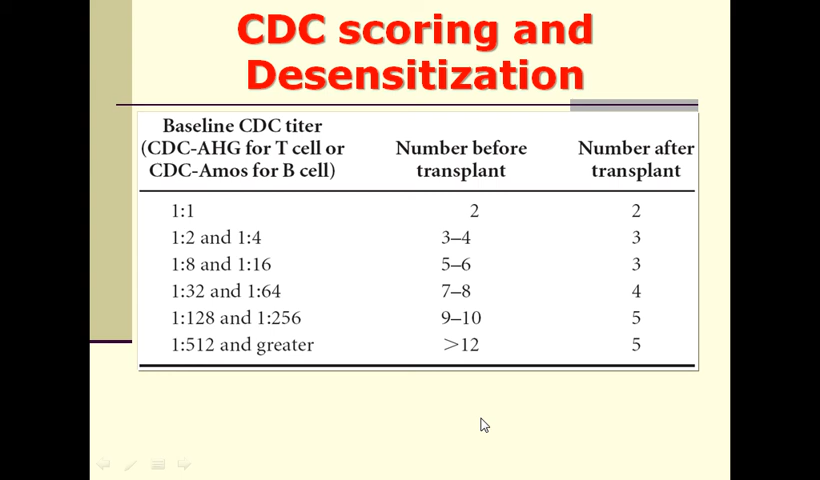 CDC scoring and
Desensitization
Baseline CDC titer
(CDC-AHG for T cell or
CDC-Amos for B cell)
Number before
transplant
Number after
transplant
1:1 2 2
1:2 and 1:4 3–4 3
1:8 and 1:16 5–6 3
1:32 and 1:64 7–8 4
1:128 and 1:256 9–10 5
1:512 and greater >12 5